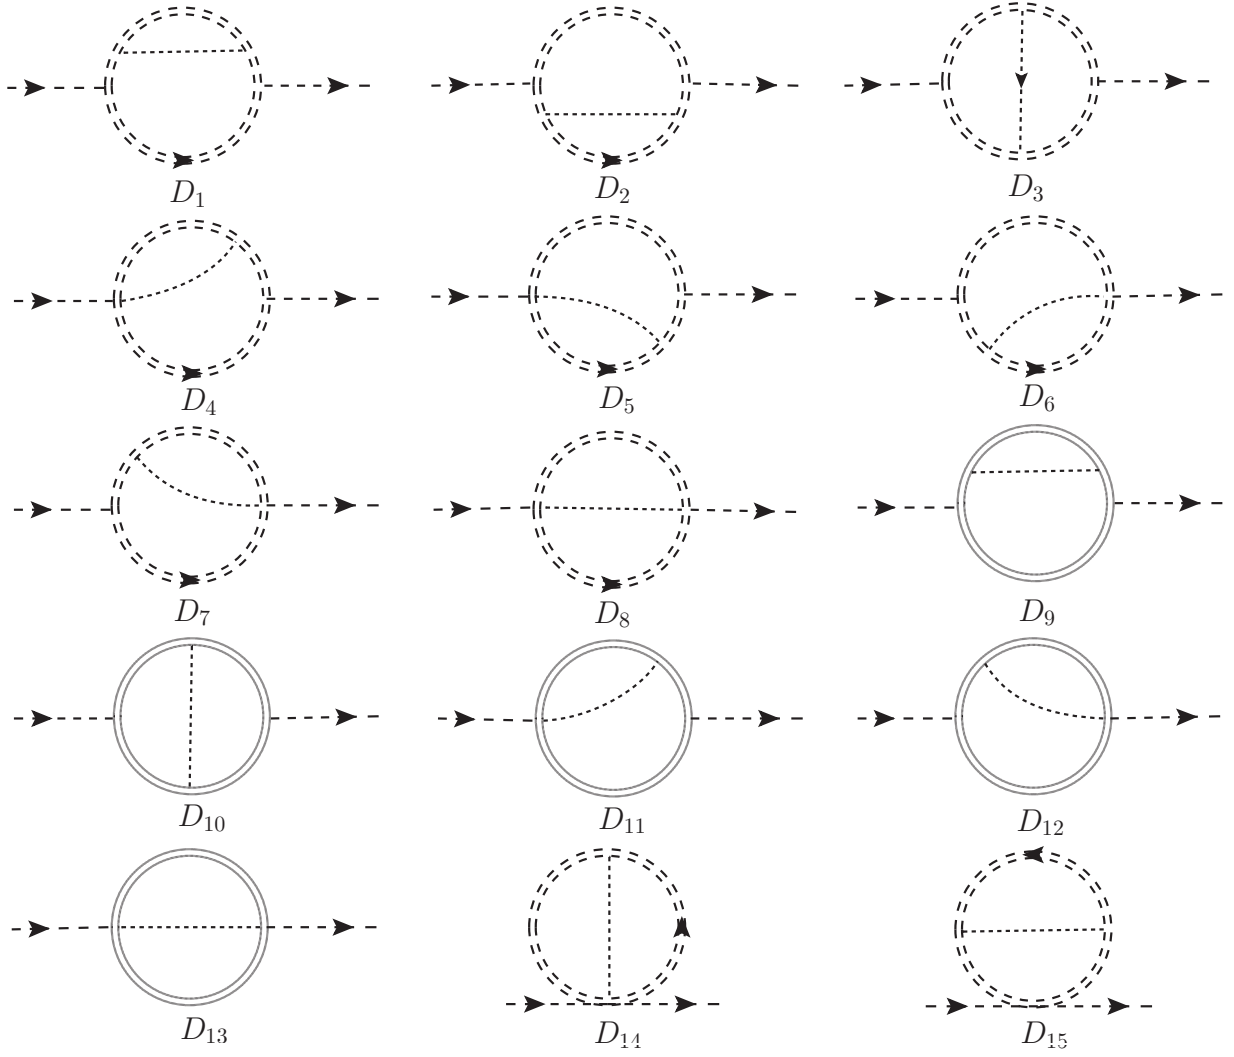 D₁ D₂ D₃
D₄ D₅ D₆
D₇ D₈ D₉
D₁₀ D₁₁ D₁₂
D₁₃ D₁₄ D₁₅